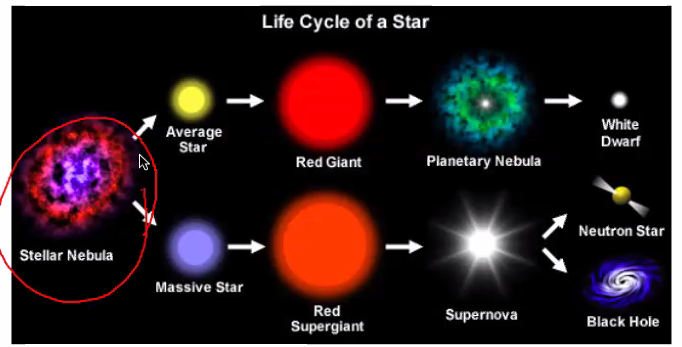 Life Cycle of a Star
Average
Star
Red Giant
Planetary Nebula
White
Dwarf
Stellar Nebula
Massive Star
Red
Supergiant
Supernova
Neutron Star
Black Hole